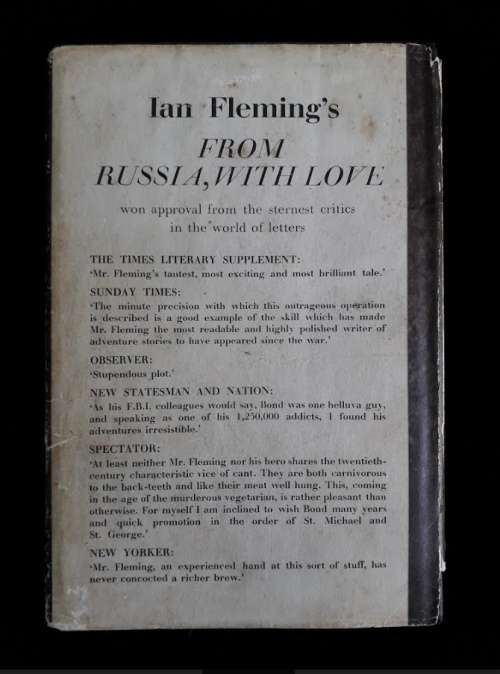 Ian Fleming's
FROM
RUSSIA, WITH LOVE
won approval from the sternest critics
in the world of letters
THE TIMES LITERARY SUPPLEMENT:
'Mr. Fleming's tautest, most exciting and most brilliant tale.'
SUNDAY TIMES:
'The minute precision with which this outrageous operation
is described is a good example of the skill which has made
Mr. Fleming the most readable and highly polished writer of
adventure stories to have appeared since the war.'
OBSERVER:
'Stupendous plot.'
NEW STATESMAN AND NATION:
'As his F.B.I. colleagues would say, Bond was one helluva guy,
and speaking as one of his 1,250,000 addicts, I found his
adventures irresistible.'
SPECTATOR:
'At least neither Mr. Fleming nor his hero shares the twentieth-
century characteristic vice of cant. They are both carnivorous
to the back-teeth and like their meat well hung. This, coming
in the age of the murderous vegetarian, is rather pleasant than
otherwise. For myself I am inclined to wish Bond many years
and quick promotion in the order of St. Michael and
St. George.'
NEW YORKER:
'Mr. Fleming, an experienced hand at this sort of stuff, has
never concocted a richer brew.'